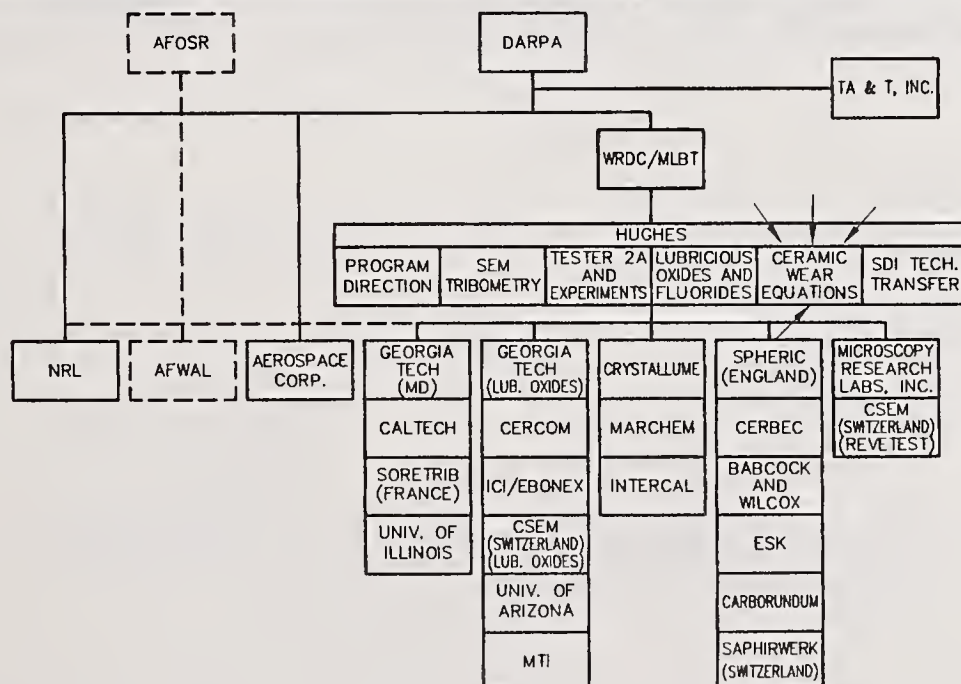 AFOSR
DARPA
TA & T, INC.
WRDC/MLBT
HUGHES
PROGRAM
DIRECTION
SEM
TRIBOMETRY
TESTER 2A
AND
EXPERIMENTS
LUBRICIOUS
OXIDES AND
FLUORIDES
CERAMIC
WEAR
EQUATIONS
SDI TECH.
TRANSFER
NRL
AFWAL
AEROSPACE
CORP.
GEORGIA
TECH
(MD)
CALTECH
SORETRIB
(FRANCE)
UNIV. OF
ILLINOIS
GEORGIA
TECH
(LUB. OXIDES)
CERCOM
ICI/EBONEX
CSEM
(SWITZERLAND)
(LUB. OXIDES)
UNIV. OF
ARIZONA
MTI
CRYSTALLUME
MARCHEM
INTERCAL
SPHERIC
(ENGLAND)
CERBEC
BABCOCK
AND
WILCOX
ESK
CARBORUNDUM
SAPHIRWERK
(SWITZERLAND)
MICROSCOPY
RESEARCH
LABS, INC.
CSEM
(SWITZERLAND)
(REVETEST)